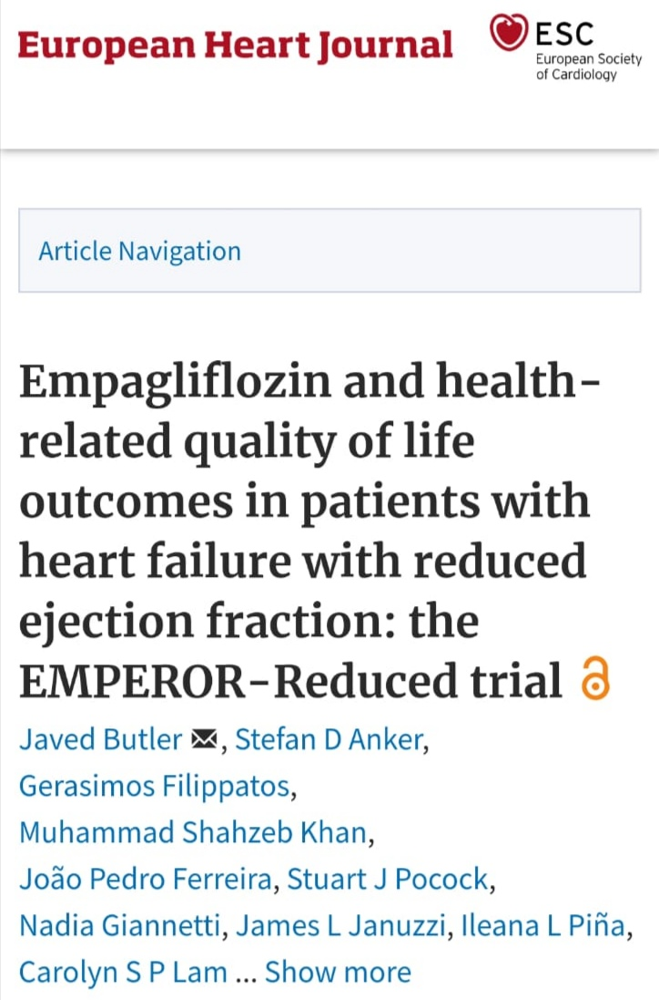 European Heart Journal
ESC
European Society
of Cardiology
Article Navigation
Empagliflozin and health-
related quality of life
outcomes in patients with
heart failure with reduced
ejection fraction: the
EMPEROR-Reduced trial
Javed Butler, Stefan D Anker,
Gerasimos Filippatos,
Muhammad Shahzeb Khan,
João Pedro Ferreira, Stuart J Pocock,
Nadia Giannetti, James L Januzzi, Ileana L Piña,
Carolyn S P Lam ... Show more